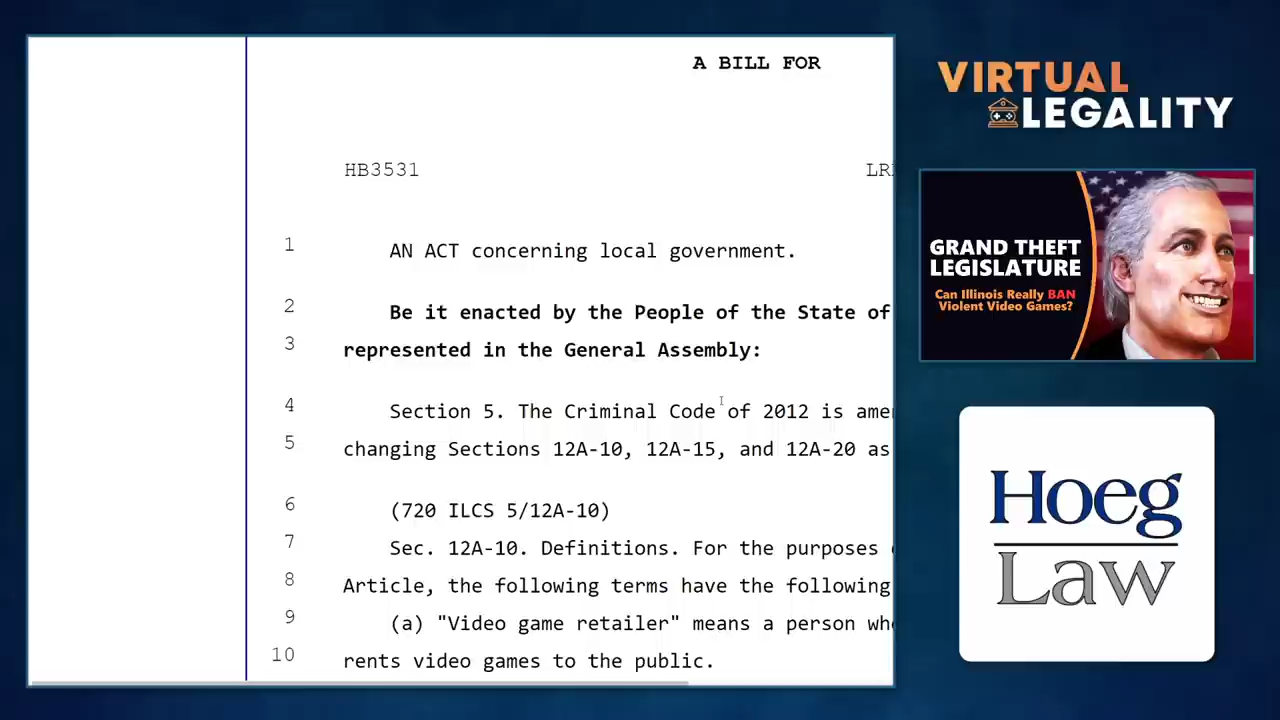 A BILL FOR
HB3531
1 AN ACT concerning local government.
2 Be it enacted by the People of the State of
3 represented in the General Assembly:
4 Section 5. The Criminal Code of 2012 is
5 changing Sections 12A-10, 12A-15, and 12A-20 as
6 (720 ILCS 5/12A-10)
7 Sec. 12A-10. Definitions. For the purposes
8 Article, the following terms have the following
9 (a) "Video game retailer" means a person
10 rents video games to the public.
VIRTUAL
LEGALITY
GRAND THEFT
LEGISLATURE
Can Illinois Really BAN
Violent Video Games?
Hoeg
Law